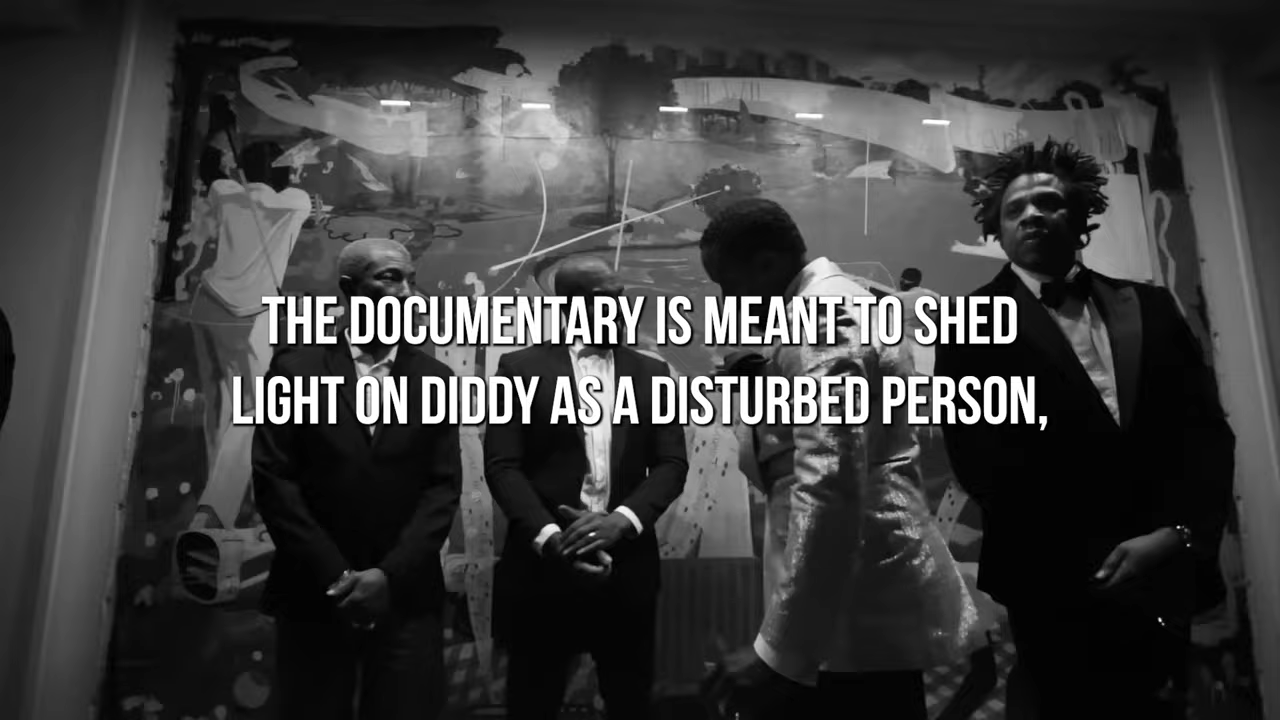 THE DOCUMENTARY IS MEANT TO SHED
LIGHT ON DIDDY AS A DISTURBED PERSON,